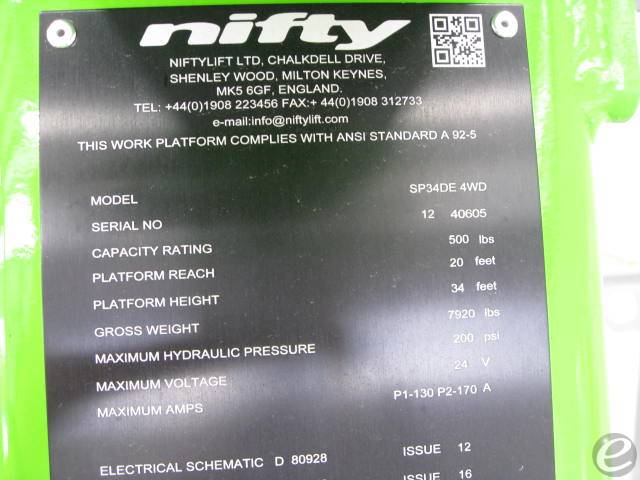 nifty
NIFTYLIFT LTD, CHALKDELL DRIVE,
SHENLEY WOOD, MILTON KEYNES,
MK5 6GF, ENGLAND.
TEL: +44(0)1908 223456 FAX:+ 44(0)1908 312733
e-mail:info@niftylift.com
THIS WORK PLATFORM COMPLIES WITH ANSI STANDARD A 92-5
MODEL SP34DE 4WD
SERIAL NO 12 40605
CAPACITY RATING 500 lbs
PLATFORM REACH 20 feet
PLATFORM HEIGHT 34 feet
GROSS WEIGHT 7920 lbs
MAXIMUM HYDRAULIC PRESSURE 200 psi
MAXIMUM VOLTAGE 24 V
MAXIMUM AMPS P1-130 P2-170 A
ELECTRICAL SCHEMATIC D 80928 ISSUE 12
ISSUE 16